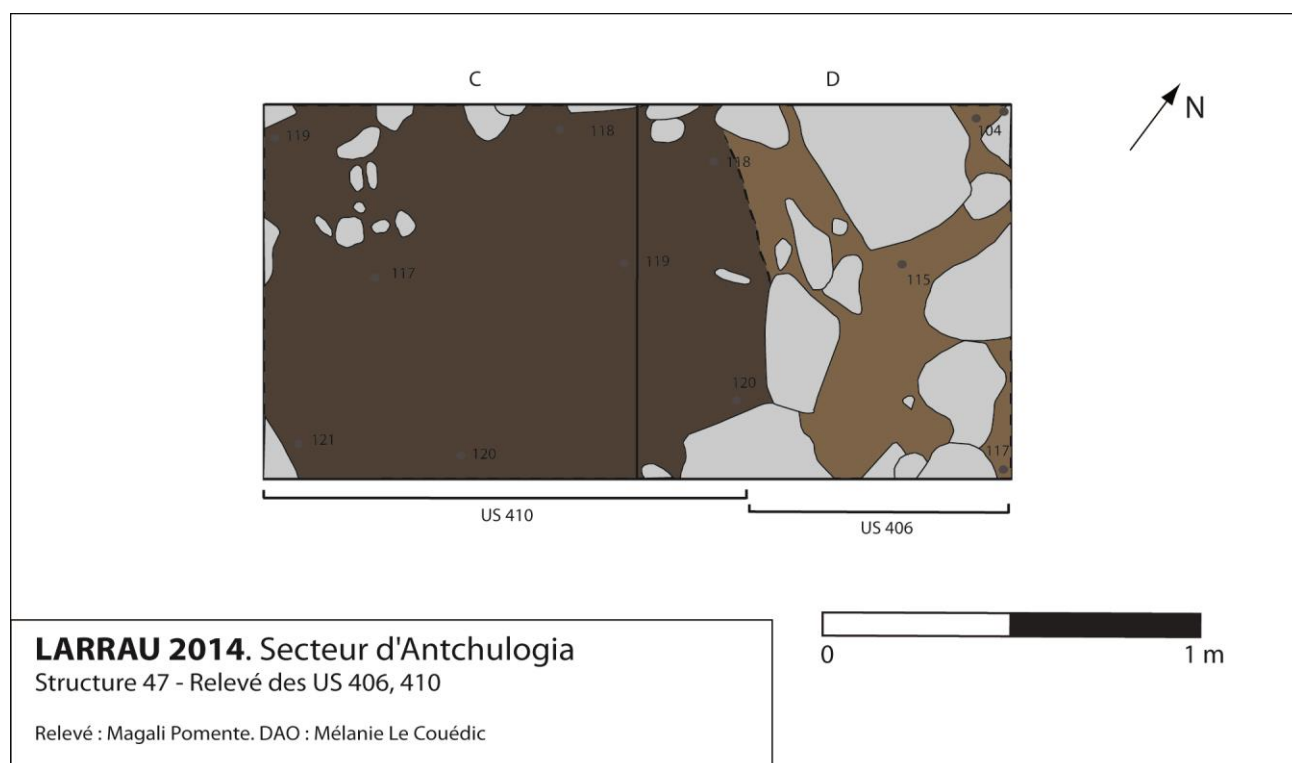 C D
N
119 118 104
118
117 119 115
120
121 120 117
US 410 US 406
LARRAU 2014. Secteur d'Antchulogia
Structure 47 - Relevé des US 406, 410
Relevé : Magali Pomente. DAO : Mélanie Le Couédic
0 1 m